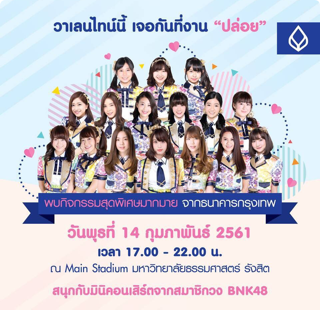 วาเลนไทน์นี้ เจอกันที่งาน “ปล่อย”
พบกิจกรรมสุดพิเศษมากมาย จากธนาคารกรุงเทพ
วันพุธที่ 14 กุมภาพันธ์ 2561
เวลา 17.00 - 22.00 น.
ณ Main Stadium มหาวิทยาลัยธรรมศาสตร์ รังสิต
สนุกกับมินิคอนเสิร์ตจากสมาชิกวง BNK48